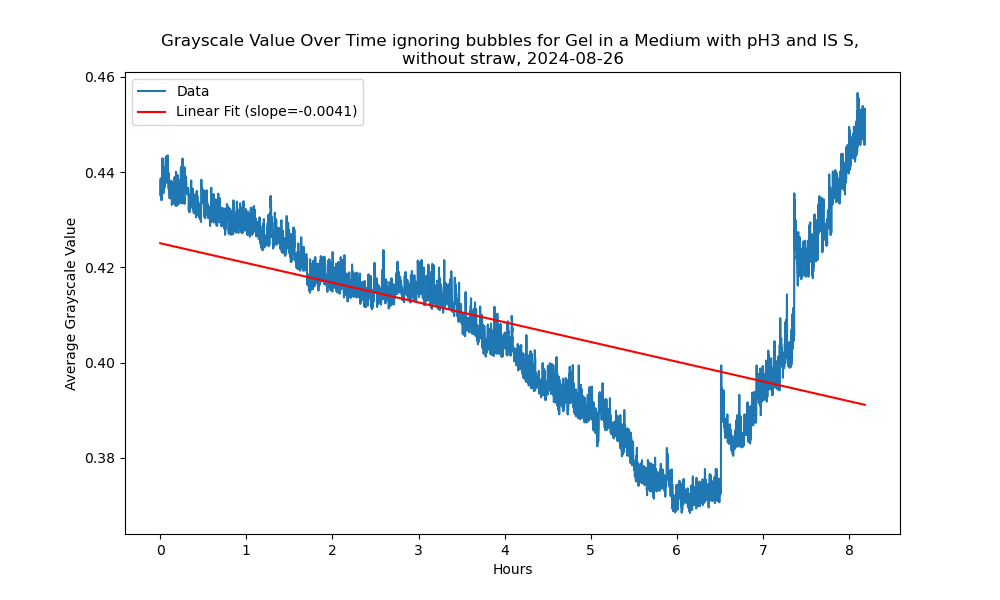 Grayscale Value Over Time ignoring bubbles for Gel in a Medium with pH3 and IS S,
without straw, 2024-08-26
Data
Linear Fit (slope=-0.0041)
Average Grayscale Value
0.46
0.44
0.42
0.40
0.38
0 1 2 3 4 5 6 7 8
Hours